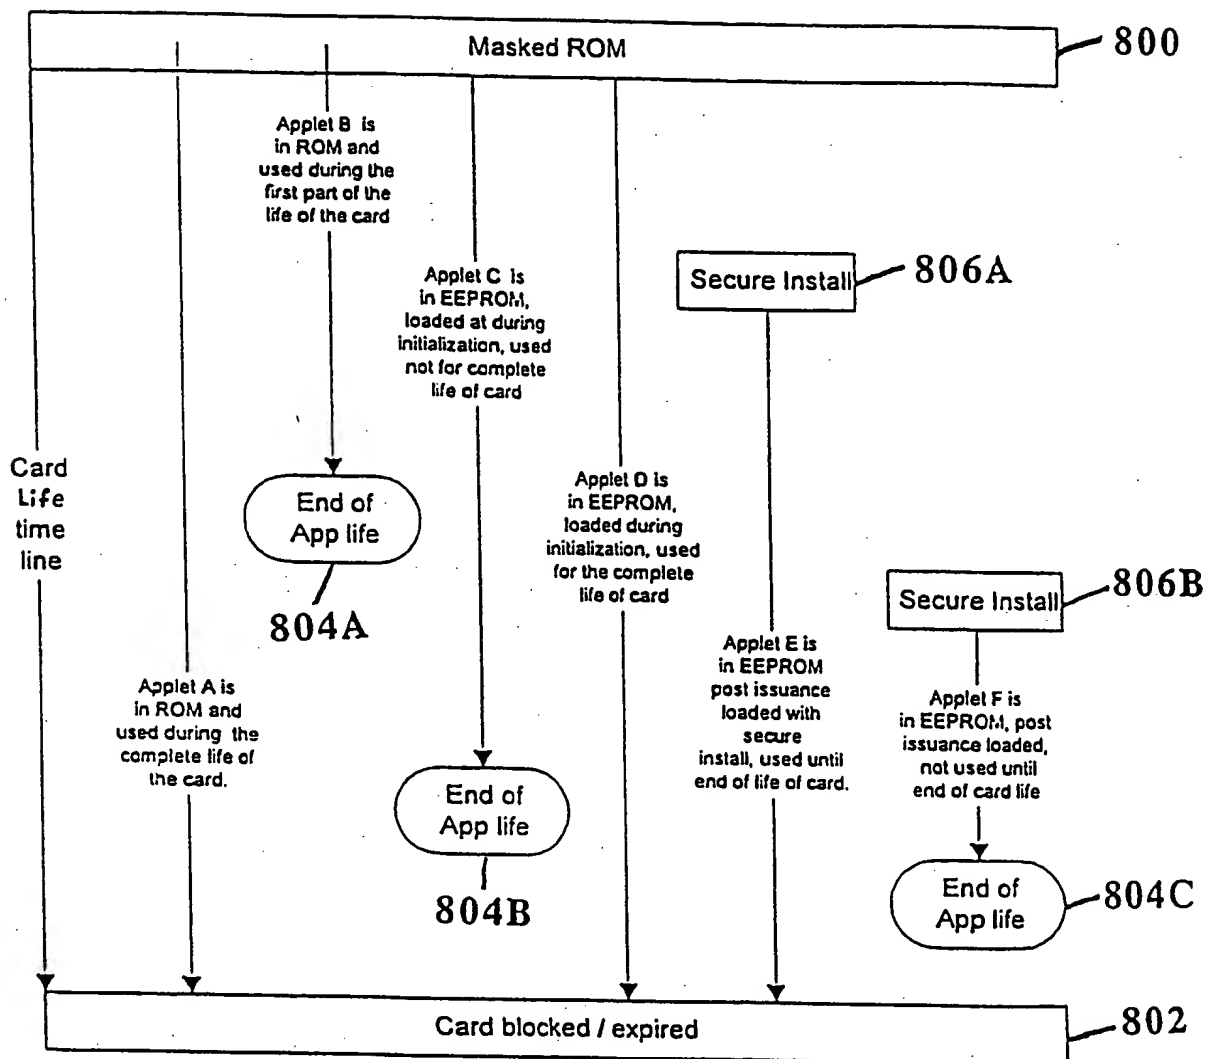 Masked ROM
800
Applet B is
in ROM and
used during the
first part of the
life of the card
Applet C is
in EEPROM,
loaded at during
initialization, used
not for complete
life of card
Secure Install
806A
Card
Life
time
line
End of
App life
804A
Applet D is
in EEPROM,
loaded during
initialization, used
for the complete
life of card
Secure Install
806B
Applet A is
in ROM and
used during the
complete life of
the card.
Applet E is
in EEPROM
post issuance
loaded with
secure
install, used until
end of life of card.
Applet F is
in EEPROM, post
issuance loaded,
not used until
end of card life
End of
App life
804B
End of
App life
804C
Card blocked / expired
802